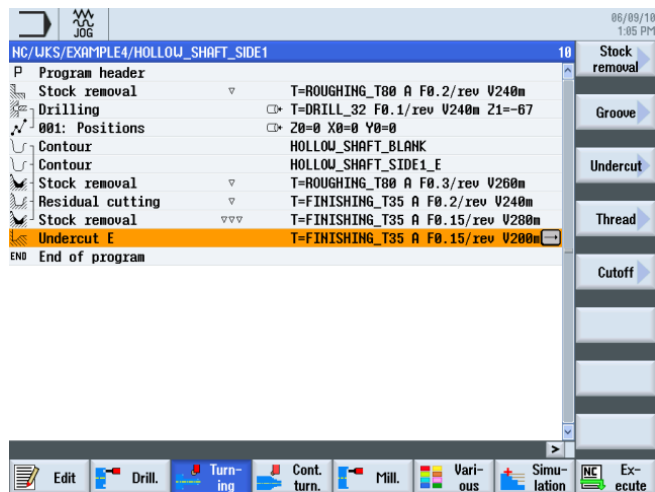 JOG
06/09/10
1:05 PM
NC/WKS/EXAMPLE4/HOLLOW_SHAFT_SIDE1 10
P Program header
Stock removal ▽ T=ROUGHING_T80 A F0.2/rev V240m
Drilling T=DRILL_32 F0.1/rev V240m Z1=-67
001: Positions Z0=0 X0=0 Y0=0
Contour HOLLOW_SHAFT_BLANK
Contour HOLLOW_SHAFT_SIDE1_E
Stock removal ▽ T=ROUGHING_T80 A F0.3/rev V260m
Residual cutting ▽ T=FINISHING_T35 A F0.2/rev V240m
Stock removal ▽▽▽ T=FINISHING_T35 A F0.15/rev V280m
Undercut E T=FINISHING_T35 A F0.15/rev V200m
END End of program
Stock
removal
Groove
Undercut
Thread
Cutoff
>
Edit
Drill.
Turn-
ing
Cont.
turn.
Mill.
Vari-
ous
Simu-
lation
NC Ex-
ecute